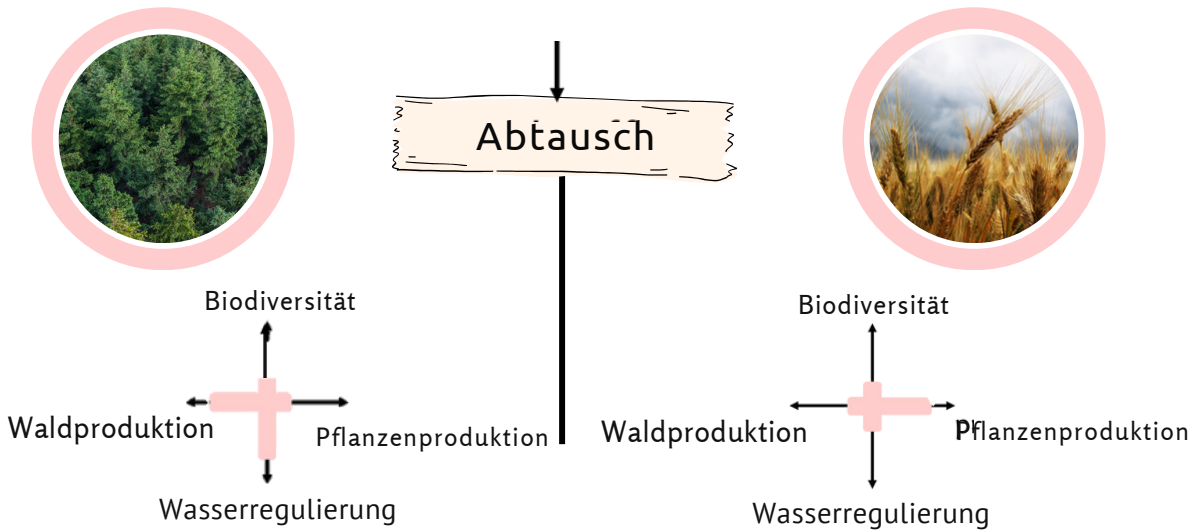 Abtausch
Biodiversität
Waldproduktion
Pflanzenproduktion
Wasserregulierung
Biodiversität
Waldproduktion
Pflanzenproduktion
Wasserregulierung